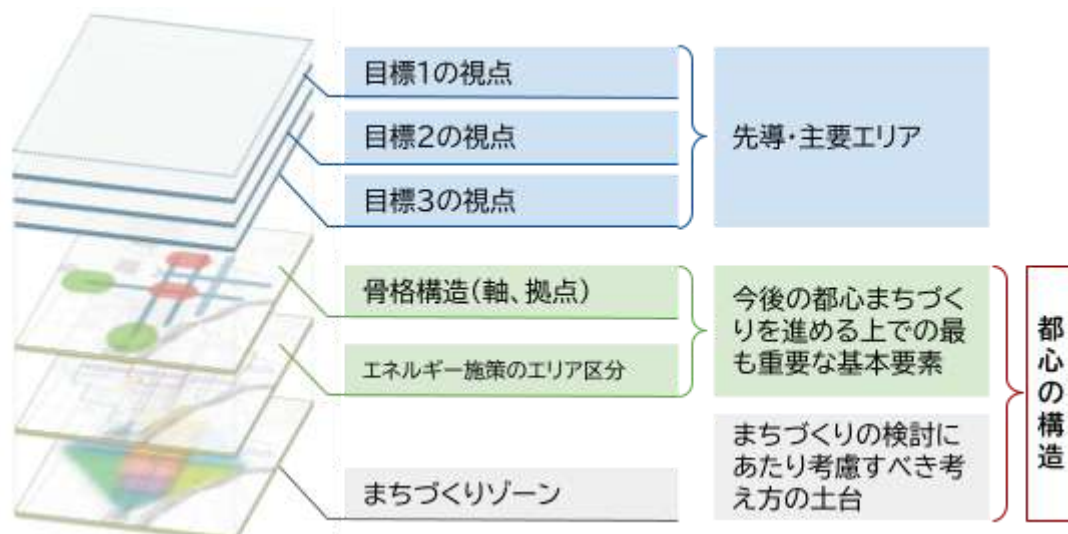 目標1の視点
目標2の視点
目標3の視点
先導・主要エリア
骨格構造(軸、拠点)
エネルギー施策のエリア区分
今後の都心まちづく
りを進める上での最
も重要な基本要素
まちづくりゾーン
まちづくりの検討に
あたり考慮すべき考
え方の土台
都心の構造